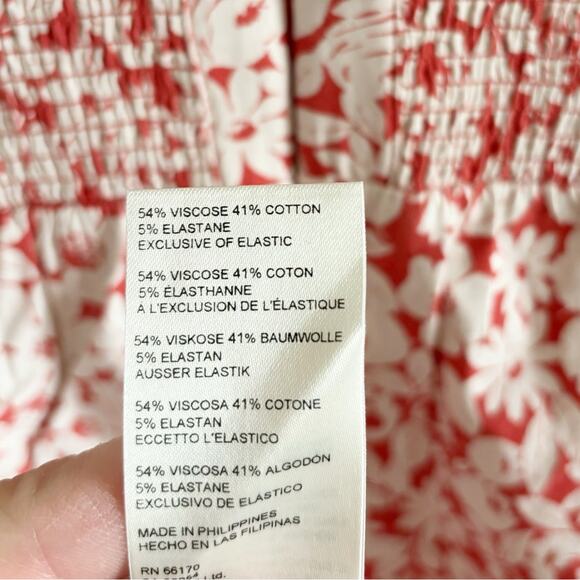 54% VISCOSE 41% COTTON
5% ELASTANE
EXCLUSIVE OF ELASTIC
54% VISCOSE 41% COTON
5% ÉLASTHANNE
A L'EXCLUSION DE L'ÉLASTIQUE
54% VISKOSE 41% BAUMWOLLE
5% ELASTAN
AUSSER ELASTIK
54% VISCOSA 41% COTONE
5% ELASTAN
ECCETTO L'ELASTICO
54% VISCOSA 41% ALGODÓN
5% ELASTANE
EXCLUSIVO DE ELASTICO
MADE IN PHILIPPINES
HECHO EN LAS FILIPINAS
RN 66170
Ltd.